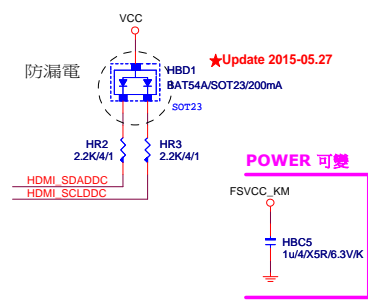 VCC
★Update 2015-05.27
防漏電
HBD1
BAT54A/SOT23/200mA
SOT23
HR2
2.2K/4/1
HR3
2.2K/4/1
HDMI_SDADDC
HDMI_SCLDDC
POWER 可變
FSVCC_KM
HBC5
1u/4/X5R/6.3V/K